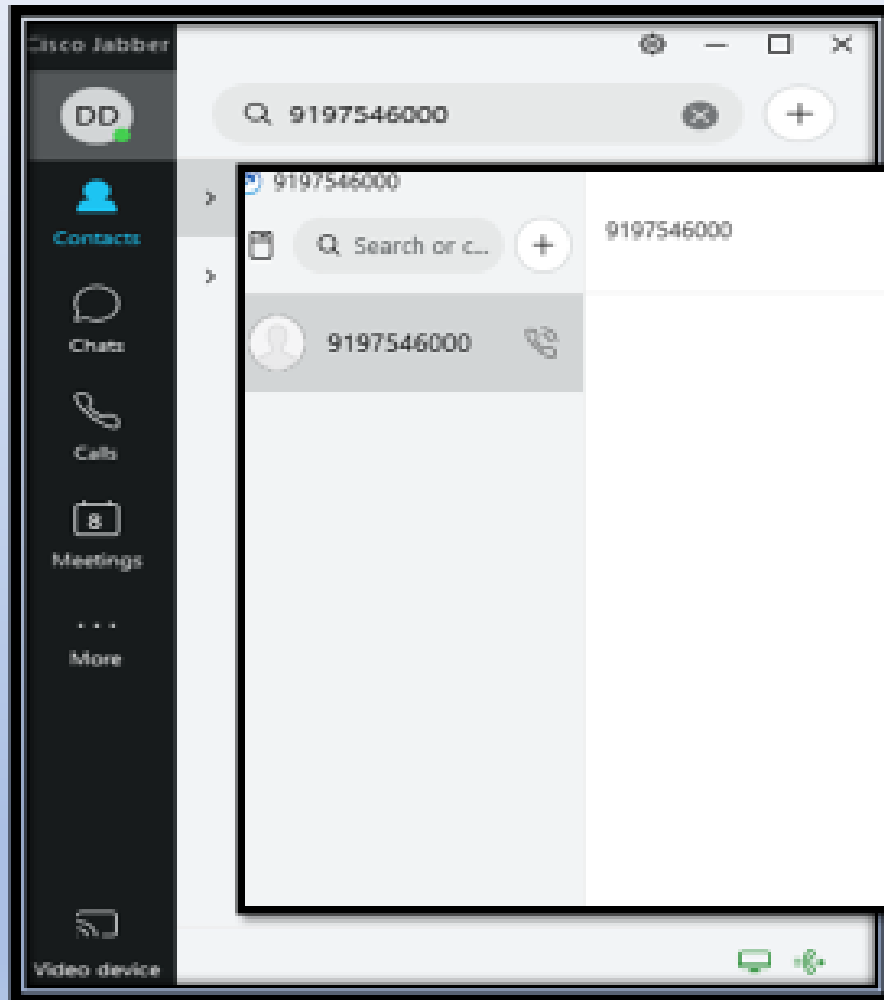 Cisco Jabber
DD
9197546000
Contacts
Chats
Calls
8
Meetings
More
Video device
9197546000
Search or c...
9197546000
9197546000